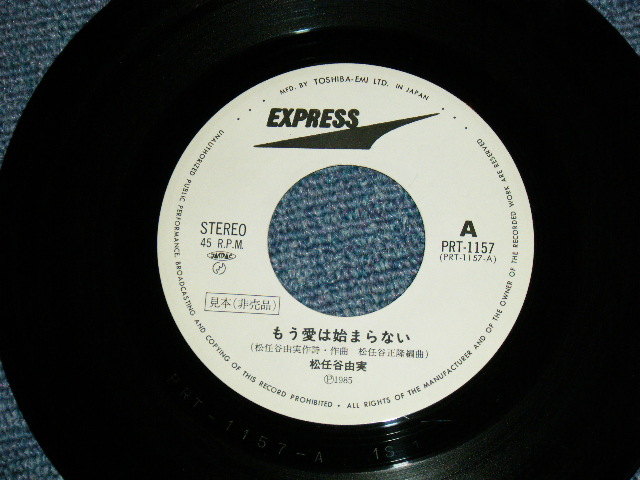 MFD. BY TOSHIBA-EMI LTD. IN JAPAN
EXPRESS
STEREO
45 R.P.M.
A
PRT-1157
(PRT-1157-A)
見本(非売品)
もう愛は始まらない
(松任谷由実作詩・作曲 松任谷正隆編曲)
松任谷由実
Ⓟ1985
UNAUTHORIZED PUBLIC PERFORMANCE, BROADCASTING AND COPYING OF THIS RECORD PROHIBITED • ALL RIGHTS OF THE MANUFACTURER AND OF THE OWNER OF THE RECORDED WORK ARE RESERVED
PRT-1157-A 1S 1